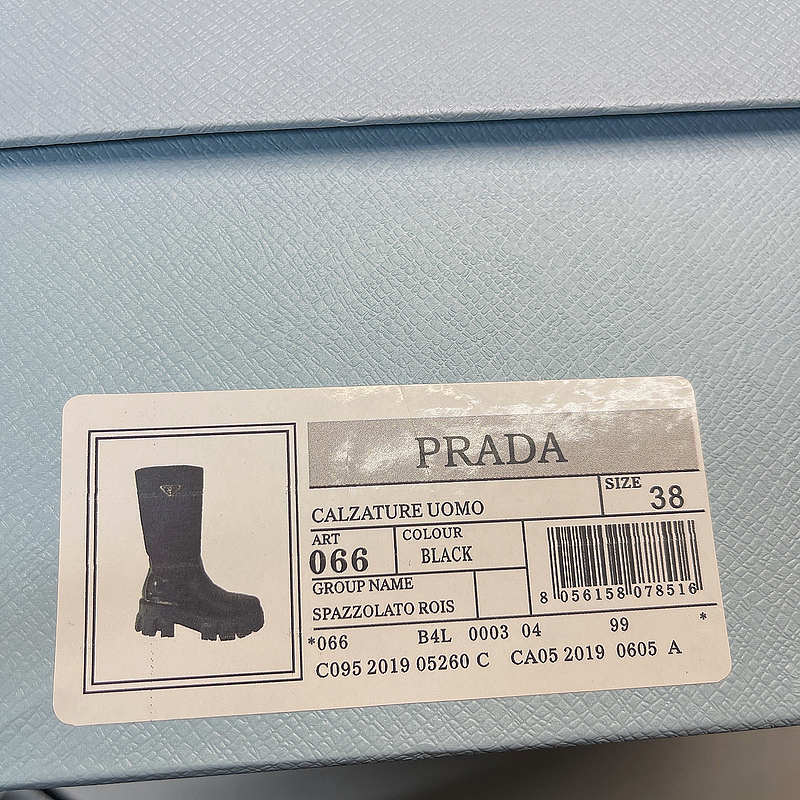 PRADA
CALZATURE UOMO
SIZE 38
ART
066
COLOUR
BLACK
GROUP NAME
SPAZZOLATO ROIS
8 056158 078516
*066 B4L 0003 04 99 *
C095 2019 05260 C CA05 2019 0605 A